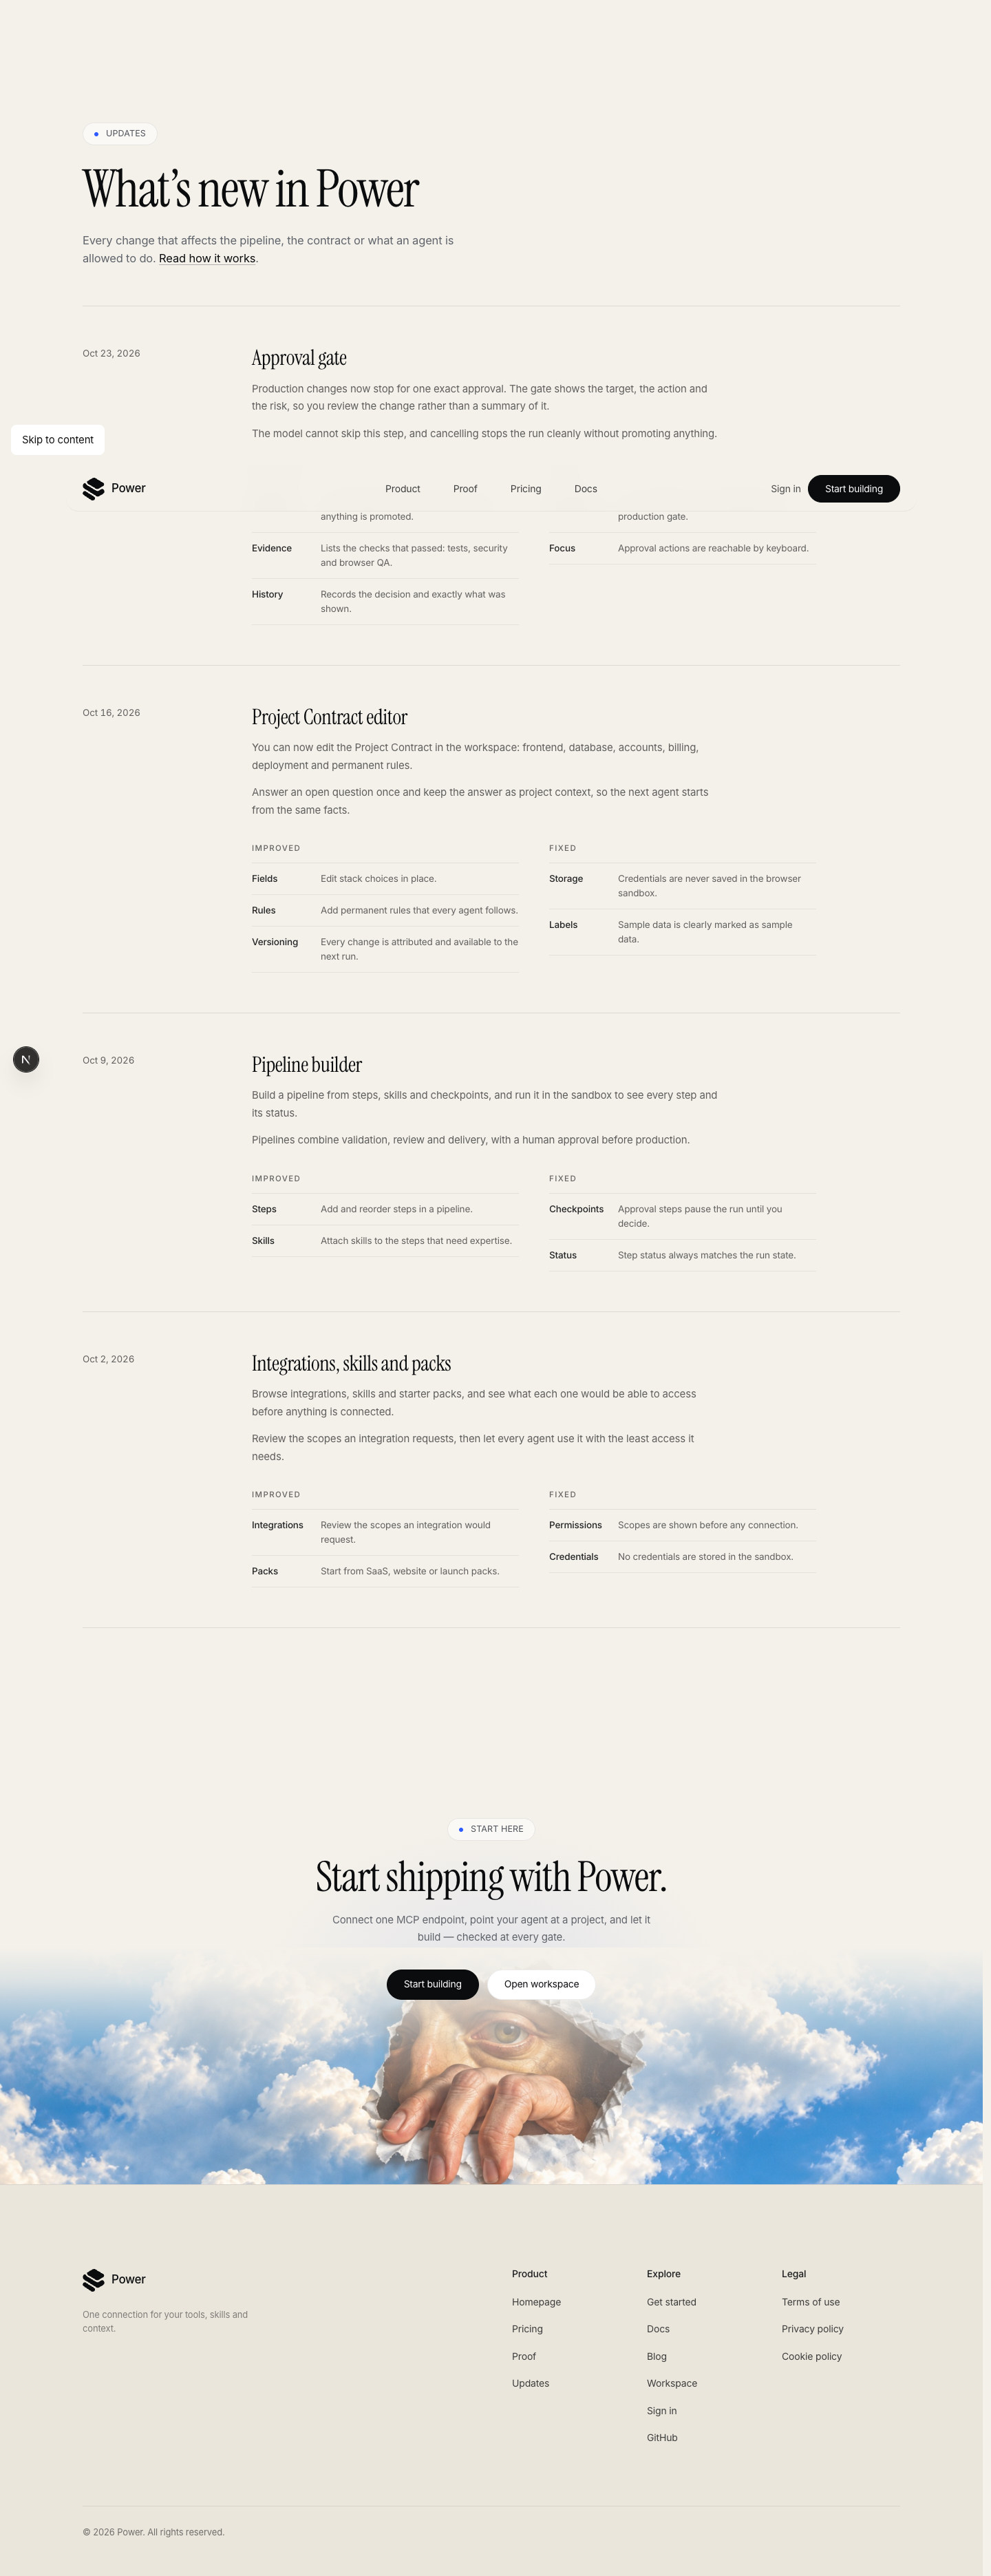 UPDATES
What's new in Power
Every change that affects the pipeline, the contract or what an agent is
allowed to do. Read how it works.
Oct 23, 2026
Approval gate
Production changes now stop for one exact approval. The gate shows the target, the action and
the risk, so you review the change rather than a summary of it.
The model cannot skip this step, and cancelling stops the run cleanly without promoting anything.
Skip to content
Power
Product
Proof
Pricing
Docs
Sign in
Start building
anything is promoted.
production gate.
Evidence
Lists the checks that passed: tests, security
and browser QA.
Focus
Approval actions are reachable by keyboard.
History
Records the decision and exactly what was
shown.
Oct 16, 2026
Project Contract editor
You can now edit the Project Contract in the workspace: frontend, database, accounts, billing,
deployment and permanent rules.
Answer an open question once and keep the answer as project context, so the next agent starts
from the same facts.
IMPROVED
Fields
Edit stack choices in place.
Rules
Add permanent rules that every agent follows.
Versioning
Every change is attributed and available to the
next run.
FIXED
Storage
Credentials are never saved in the browser
sandbox.
Labels
Sample data is clearly marked as sample
data.
N
Oct 9, 2026
Pipeline builder
Build a pipeline from steps, skills and checkpoints, and run it in the sandbox to see every step and
its status.
Pipelines combine validation, review and delivery, with a human approval before production.
IMPROVED
Steps
Add and reorder steps in a pipeline.
Skills
Attach skills to the steps that need expertise.
FIXED
Checkpoints
Approval steps pause the run until you
decide.
Status
Step status always matches the run state.
Oct 2, 2026
Integrations, skills and packs
Browse integrations, skills and starter packs, and see what each one would be able to access
before anything is connected.
Review the scopes an integration requests, then let every agent use it with the least access it
needs.
IMPROVED
Integrations
Review the scopes an integration would
request.
Packs
Start from SaaS, website or launch packs.
FIXED
Permissions
Scopes are shown before any connection.
Credentials
No credentials are stored in the sandbox.
START HERE
Start shipping with Power.
Connect one MCP endpoint, point your agent at a project, and let it
build — checked at every gate.
Start building
Open workspace
Power
One connection for your tools, skills and
context.
Product
Homepage
Pricing
Proof
Updates
Explore
Get started
Docs
Blog
Workspace
Sign in
GitHub
Legal
Terms of use
Privacy policy
Cookie policy
© 2026 Power. All rights reserved.